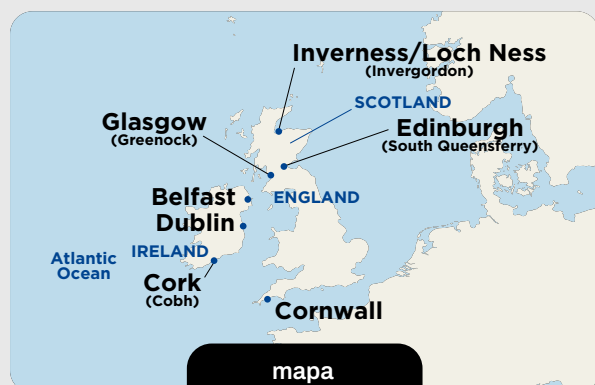 Inverness/Loch Ness
(Invergordon)
SCOTLAND
Glasgow
(Greenock)
Edinburgh
(South Queensferry)
Belfast
ENGLAND
Dublin
IRELAND
Atlantic
Ocean
Cork
(Cobh)
Cornwall
mapa